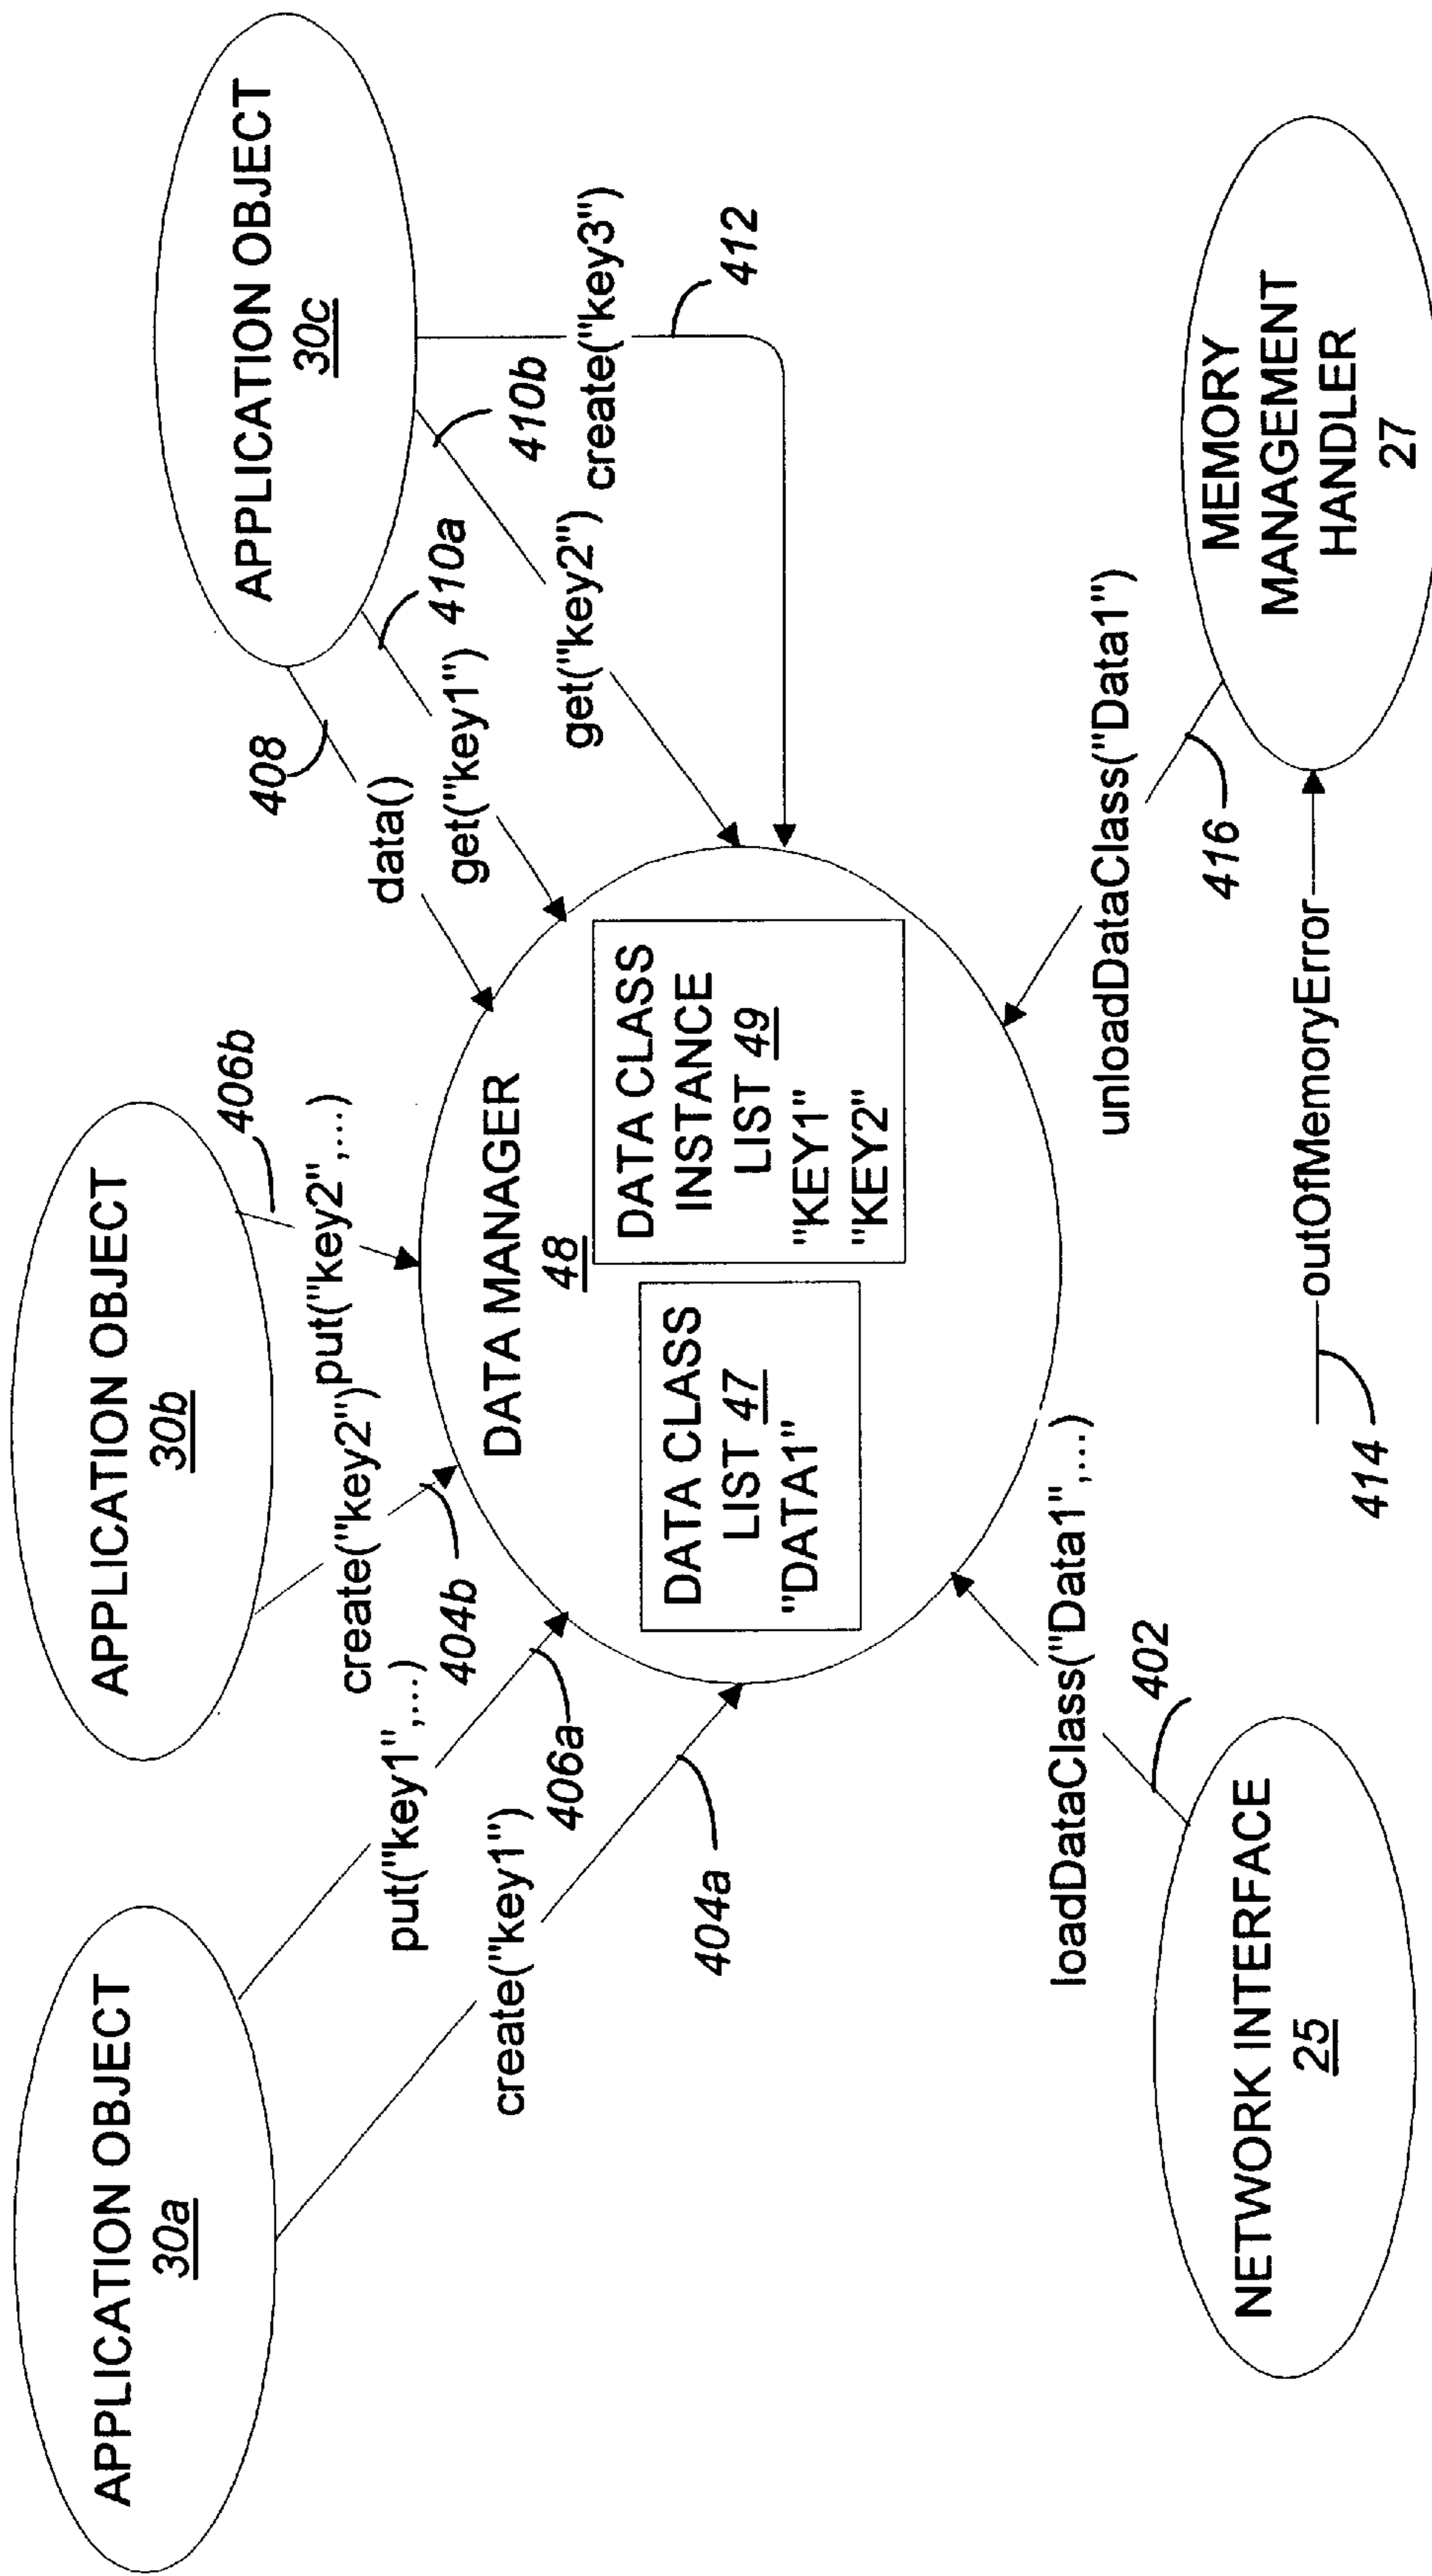 APPLICATION OBJECT
30a
APPLICATION OBJECT
30b
APPLICATION OBJECT
30c
put("key1",...)
406a
create("key1")
404a
create("key2")
404b
put("key2",...)
406b
408
data()
get("key1")
410a
get("key2")
410b
create("key3")
412
DATA MANAGER
48
DATA CLASS
LIST 47
"DATA1"
DATA CLASS
INSTANCE
LIST 49
"KEY1"
"KEY2"
loadDataClass("Data1",...)
402
NETWORK INTERFACE
25
unloadDataClass("Data1")
416
414
outOfMemoryError
MEMORY
MANAGEMENT
HANDLER
27